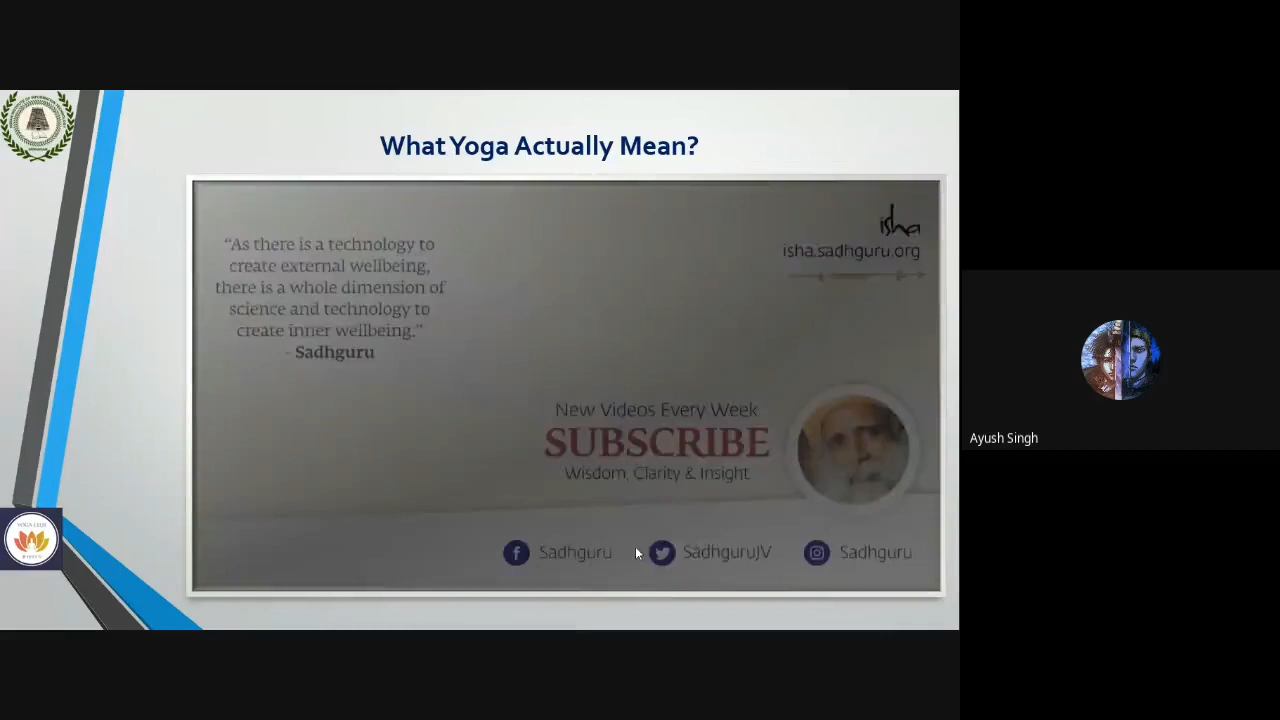 What Yoga Actually Mean?
“As there is a technology to
create external wellbeing,
there is a whole dimension of
science and technology to
create inner wellbeing.”
- Sadhguru
isha
isha.sadhguru.org
New Videos Every Week
SUBSCRIBE
Wisdom, Clarity & Insight
Sadhguru
SadhguruJV
Sadhguru
YOGA CLUB
Ayush Singh